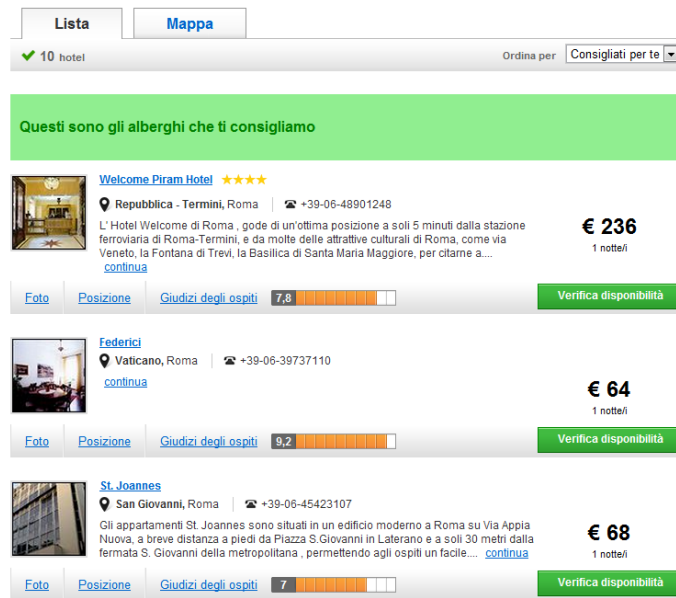 Lista
Mappa
10 hotel
Ordina per
Consigliati per te
Questi sono gli alberghi che ti consigliamo
Welcome Piram Hotel
Repubblica - Termini, Roma
+39-06-48901248
L' Hotel Welcome di Roma , gode di un'ottima posizione a soli 5 minuti dalla stazione
ferroviaria di Roma-Termini, e da molte delle attrattive culturali di Roma, come via
Veneto, la Fontana di Trevi, la Basilica di Santa Maria Maggiore, per citarne a....
continua
€ 236
1 notte/i
Foto
Posizione
Giudizi degli ospiti
7,8
Verifica disponibilità
Federici
Vaticano, Roma
+39-06-39737110
continua
€ 64
1 notte/i
Foto
Posizione
Giudizi degli ospiti
9,2
Verifica disponibilità
St. Joannes
San Giovanni, Roma
+39-06-45423107
Gli appartamenti St. Joannes sono situati in un edificio moderno a Roma su Via Appia
Nuova, a breve distanza a piedi da Piazza S.Giovanni in Laterano e a soli 30 metri dalla
fermata S. Giovanni della metropolitana , permettendo agli ospiti un facile.... continua
€ 68
1 notte/i
Foto
Posizione
Giudizi degli ospiti
7
Verifica disponibilità